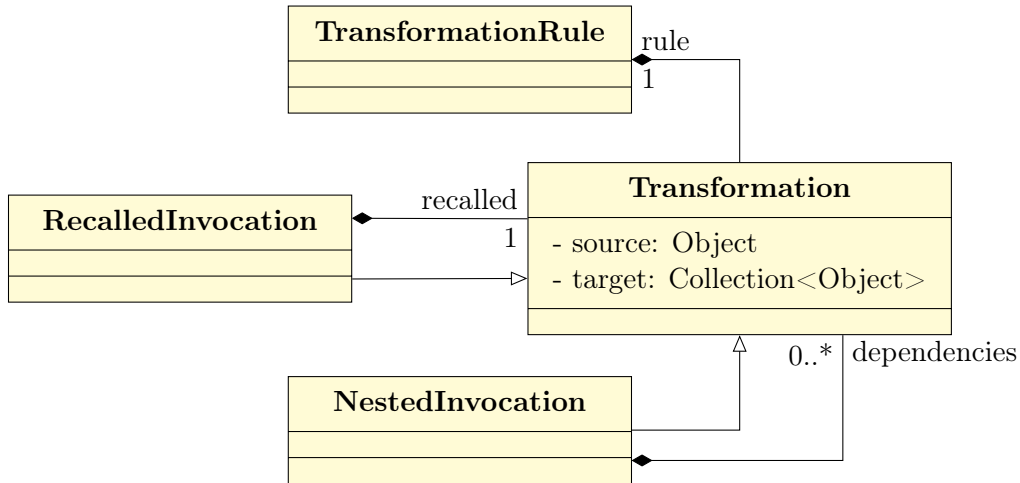 TransformationRule
rule
1
Transformation
- source: Object
- target: Collection<Object>
RecalledInvocation
recalled
1
0..*
dependencies
NestedInvocation